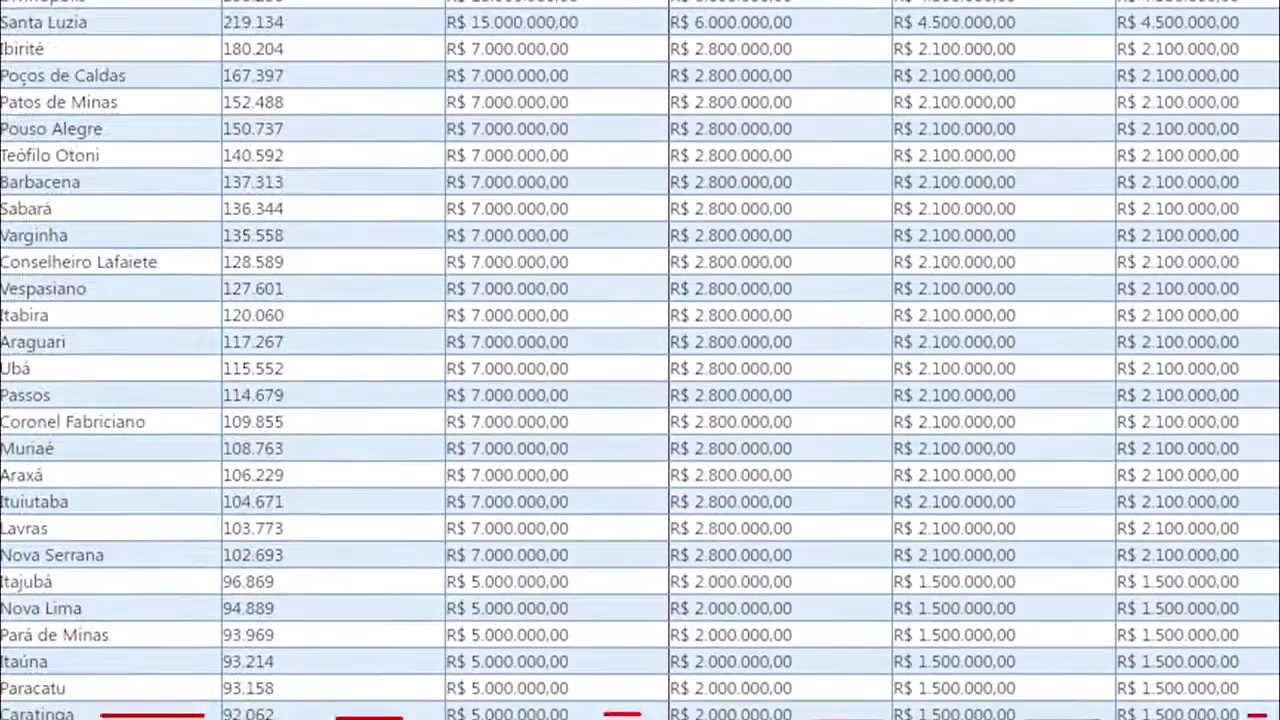 Santa Luzia 219.134 R$ 15.000.000,00 R$ 6.000.000,00 R$ 4.500.000,00 R$ 4.500.000,00
Ibirité 180.204 R$ 7.000.000,00 R$ 2.800.000,00 R$ 2.100.000,00 R$ 2.100.000,00
Poços de Caldas 167.397 R$ 7.000.000,00 R$ 2.800.000,00 R$ 2.100.000,00 R$ 2.100.000,00
Patos de Minas 152.488 R$ 7.000.000,00 R$ 2.800.000,00 R$ 2.100.000,00 R$ 2.100.000,00
Pouso Alegre 150.737 R$ 7.000.000,00 R$ 2.800.000,00 R$ 2.100.000,00 R$ 2.100.000,00
Teófilo Otoni 140.592 R$ 7.000.000,00 R$ 2.800.000,00 R$ 2.100.000,00 R$ 2.100.000,00
Barbacena 137.313 R$ 7.000.000,00 R$ 2.800.000,00 R$ 2.100.000,00 R$ 2.100.000,00
Sabará 136.344 R$ 7.000.000,00 R$ 2.800.000,00 R$ 2.100.000,00 R$ 2.100.000,00
Varginha 135.558 R$ 7.000.000,00 R$ 2.800.000,00 R$ 2.100.000,00 R$ 2.100.000,00
Conselheiro Lafaiete 128.589 R$ 7.000.000,00 R$ 2.800.000,00 R$ 2.100.000,00 R$ 2.100.000,00
Vespasiano 127.601 R$ 7.000.000,00 R$ 2.800.000,00 R$ 2.100.000,00 R$ 2.100.000,00
Itabira 120.060 R$ 7.000.000,00 R$ 2.800.000,00 R$ 2.100.000,00 R$ 2.100.000,00
Araguari 117.267 R$ 7.000.000,00 R$ 2.800.000,00 R$ 2.100.000,00 R$ 2.100.000,00
Ubá 115.552 R$ 7.000.000,00 R$ 2.800.000,00 R$ 2.100.000,00 R$ 2.100.000,00
Passos 114.679 R$ 7.000.000,00 R$ 2.800.000,00 R$ 2.100.000,00 R$ 2.100.000,00
Coronel Fabriciano 109.855 R$ 7.000.000,00 R$ 2.800.000,00 R$ 2.100.000,00 R$ 2.100.000,00
Muriaé 108.763 R$ 7.000.000,00 R$ 2.800.000,00 R$ 2.100.000,00 R$ 2.100.000,00
Araxá 106.229 R$ 7.000.000,00 R$ 2.800.000,00 R$ 2.100.000,00 R$ 2.100.000,00
Ituiutaba 104.671 R$ 7.000.000,00 R$ 2.800.000,00 R$ 2.100.000,00 R$ 2.100.000,00
Lavras 103.773 R$ 7.000.000,00 R$ 2.800.000,00 R$ 2.100.000,00 R$ 2.100.000,00
Nova Serrana 102.693 R$ 7.000.000,00 R$ 2.800.000,00 R$ 2.100.000,00 R$ 2.100.000,00
Itajubá 96.869 R$ 5.000.000,00 R$ 2.000.000,00 R$ 1.500.000,00 R$ 1.500.000,00
Nova Lima 94.889 R$ 5.000.000,00 R$ 2.000.000,00 R$ 1.500.000,00 R$ 1.500.000,00
Pará de Minas 93.969 R$ 5.000.000,00 R$ 2.000.000,00 R$ 1.500.000,00 R$ 1.500.000,00
Itaúna 93.214 R$ 5.000.000,00 R$ 2.000.000,00 R$ 1.500.000,00 R$ 1.500.000,00
Paracatu 93.158 R$ 5.000.000,00 R$ 2.000.000,00 R$ 1.500.000,00 R$ 1.500.000,00
Caratinga 92.062 R$ 5.000.000,00 R$ 2.000.000,00 R$ 1.500.000,00 R$ 1.500.000,00